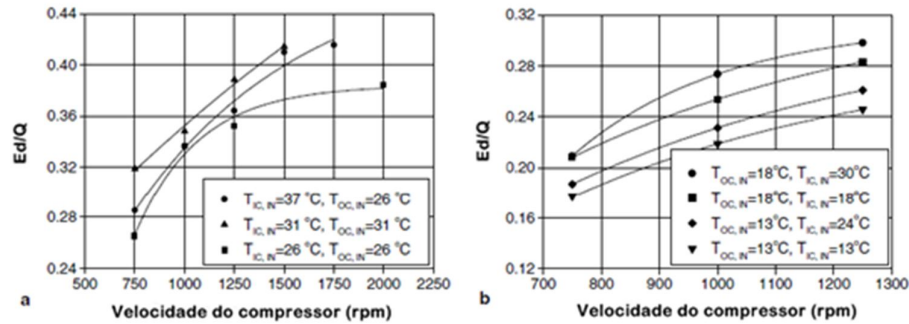 0.44
0.40
0.36
0.32
0.28
0.24
Ed/Q
500 750 1000 1250 1500 1750 2000 2250
T_IC, IN=37 °C, T_OC, IN=26 °C
T_IC, IN=31 °C, T_OC, IN=31 °C
T_IC, IN=26 °C, T_OC, IN=26 °C
a
Velocidade do compressor (rpm)
0.32
0.28
0.24
0.20
0.16
0.12
Ed/Q
700 800 900 1000 1100 1200 1300
T_OC, IN=18°C, T_IC, IN=30°C
T_OC, IN=18°C, T_IC, IN=18°C
T_OC, IN=13°C, T_IC, IN=24°C
T_OC, IN=13°C, T_IC, IN=13°C
b
Velocidade do compressor (rpm)